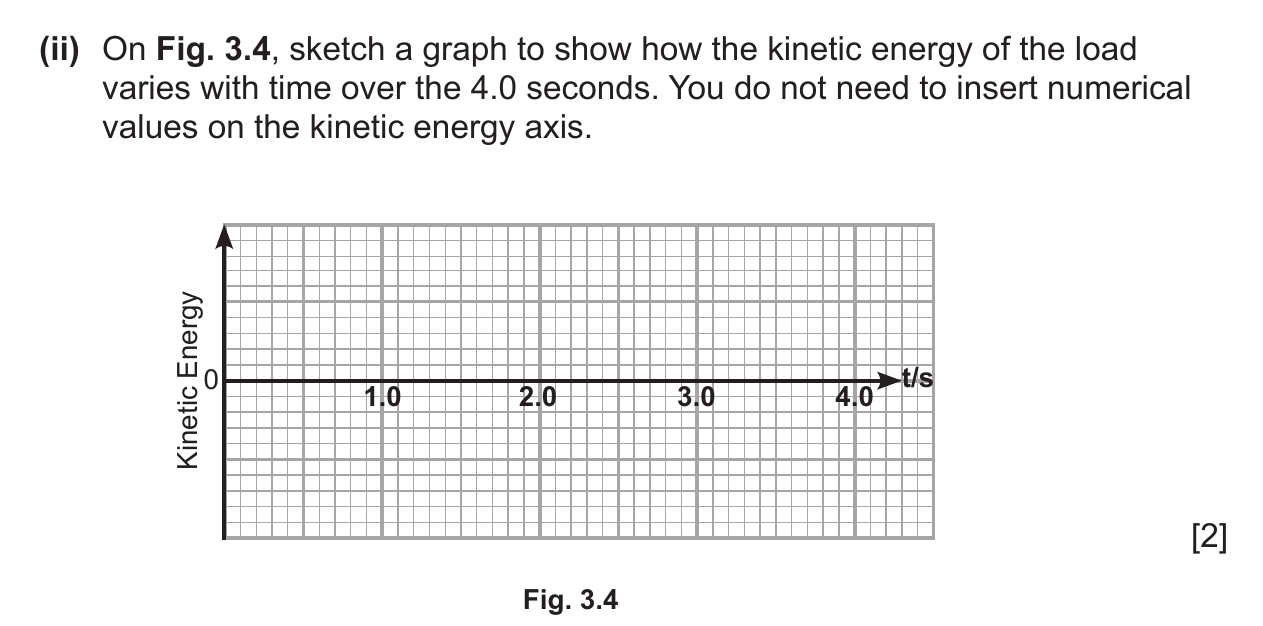 (ii) On Fig. 3.4, sketch a graph to show how the kinetic energy of the load
varies with time over the 4.0 seconds. You do not need to insert numerical
values on the kinetic energy axis.
Kinetic Energy
0
1.0 2.0 3.0 4.0 t/s
[2]
Fig. 3.4